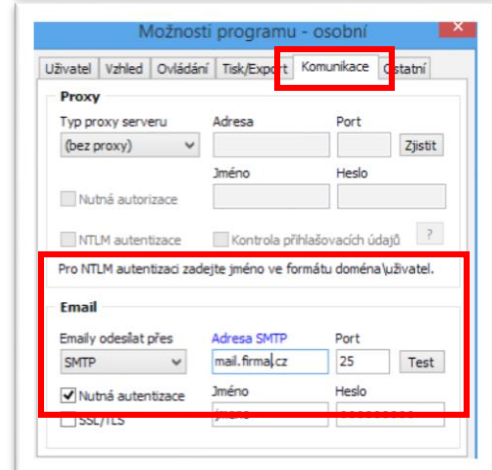 Možnosti programu - osobní
Uživatel Vzhled Ovládání Tisk/Export Komunikace Ostatní
Proxy
Typ proxy serveru Adresa Port
(bez proxy) Zjistit
Jméno Heslo
Nutná autorizace
NTLM autentizace Kontrola přihlašovacích údajů ?
Pro NTLM autentizaci zadejte jméno ve formátu doména\uživatel.
Email
Emaily odesílat přes Adresa SMTP Port
SMTP mail.firma.cz 25 Test
Nutná autentizace Jméno Heslo
SSL/TLS